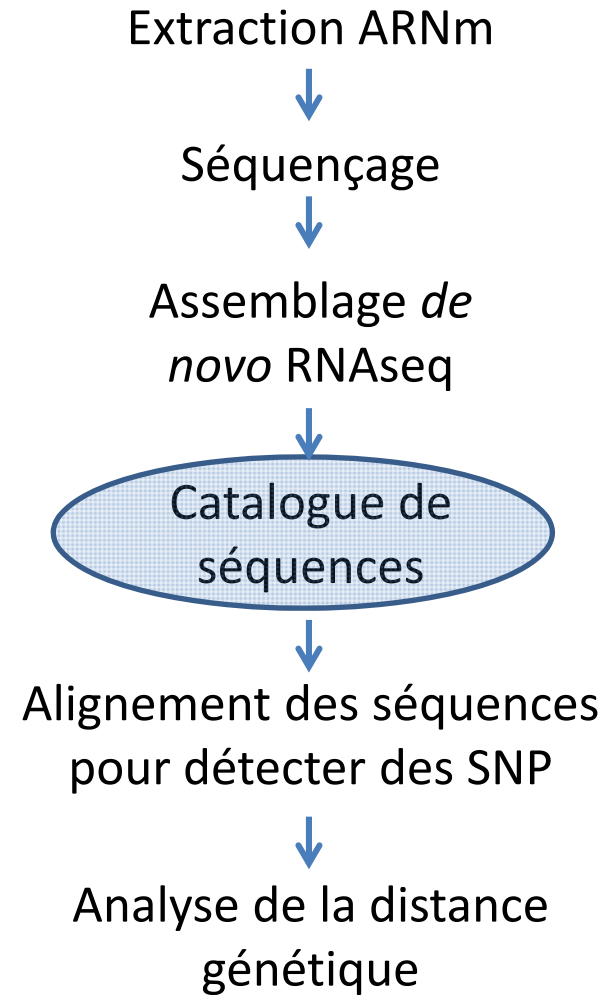 Extraction ARNm
Séquençage
Assemblage de
novo RNAseq
Catalogue de
séquences
Alignement des séquences
pour détecter des SNP
Analyse de la distance
génétique